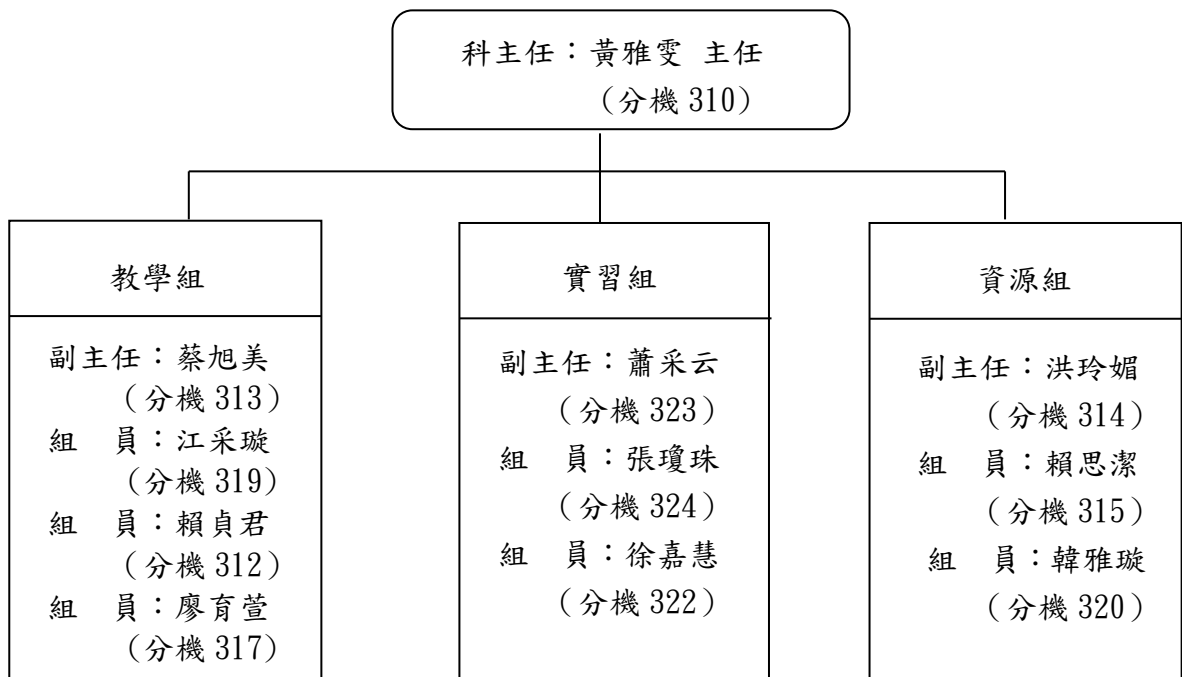 科主任：黃雅雯 主任
（分機 310）
教學組
副主任：蔡旭美
（分機 313）
組 員：江采璇
（分機 319）
組 員：賴貞君
（分機 312）
組 員：廖育萱
（分機 317）
實習組
副主任：蕭采云
（分機 323）
組 員：張瓊珠
（分機 324）
組 員：徐嘉慧
（分機 322）
資源組
副主任：洪玲媚
（分機 314）
組 員：賴思潔
（分機 315）
組 員：韓雅璇
（分機 320）